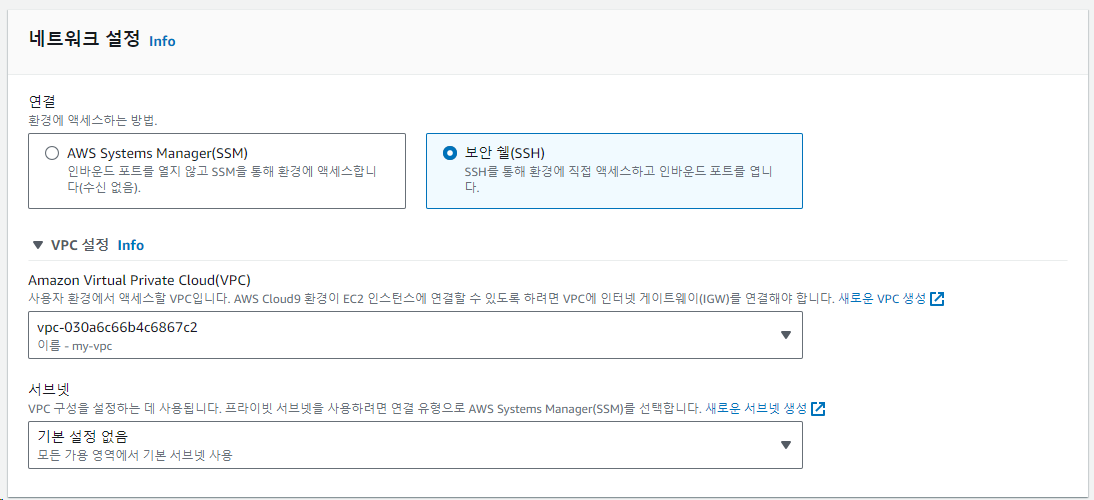 네트워크 설정 Info
연결
환경에 액세스하는 방법.
AWS Systems Manager(SSM)
인바운드 포트를 열지 않고 SSM을 통해 환경에 액세스합니
다(수신 없음).
보안 쉘(SSH)
SSH를 통해 환경에 직접 액세스하고 인바운드 포트를 엽니
다.
VPC 설정 Info
Amazon Virtual Private Cloud(VPC)
사용자 환경에서 액세스할 VPC입니다. AWS Cloud9 환경이 EC2 인스턴스에 연결할 수 있도록 하려면 VPC에 인터넷 게이트웨이(IGW)를 연결해야 합니다. 새로운 VPC 생성
vpc-030a6c66b4c6867c2
이름 - my-vpc
서브넷
VPC 구성을 설정하는 데 사용됩니다. 프라이빗 서브넷을 사용하려면 연결 유형으로 AWS Systems Manager(SSM)를 선택합니다. 새로운 서브넷 생성
기본 설정 없음
모든 가용 영역에서 기본 서브넷 사용